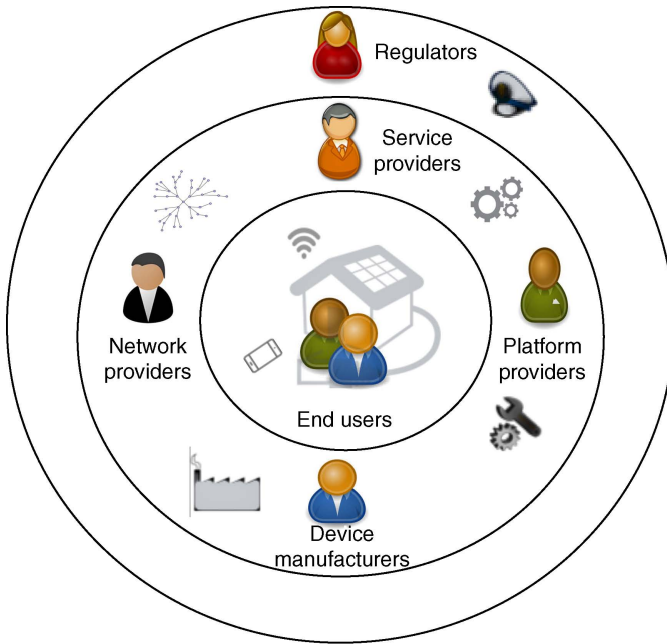 Regulators
Service
providers
Network
providers
Platform
providers
End users
Device
manufacturers